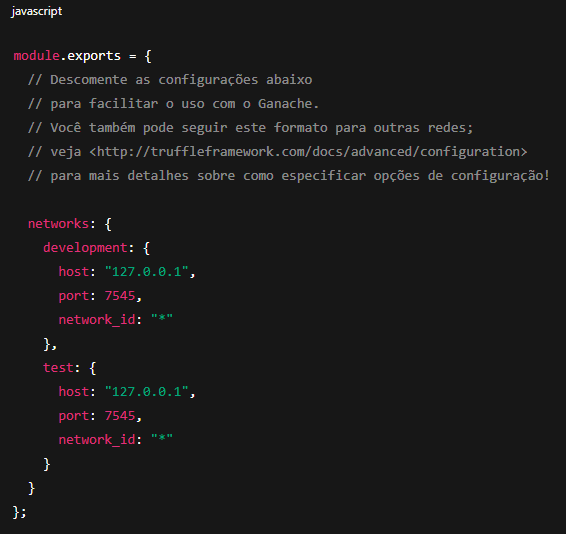 javascript
module.exports = {
// Descomente as configurações abaixo
// para facilitar o uso com o Ganache.
// Você também pode seguir este formato para outras redes;
// veja <http://truffleframework.com/docs/advanced/configuration>
// para mais detalhes sobre como especificar opções de configuração!
networks: {
development: {
host: "127.0.0.1",
port: 7545,
network_id: "*"
},
test: {
host: "127.0.0.1",
port: 7545,
network_id: "*"
}
}
};